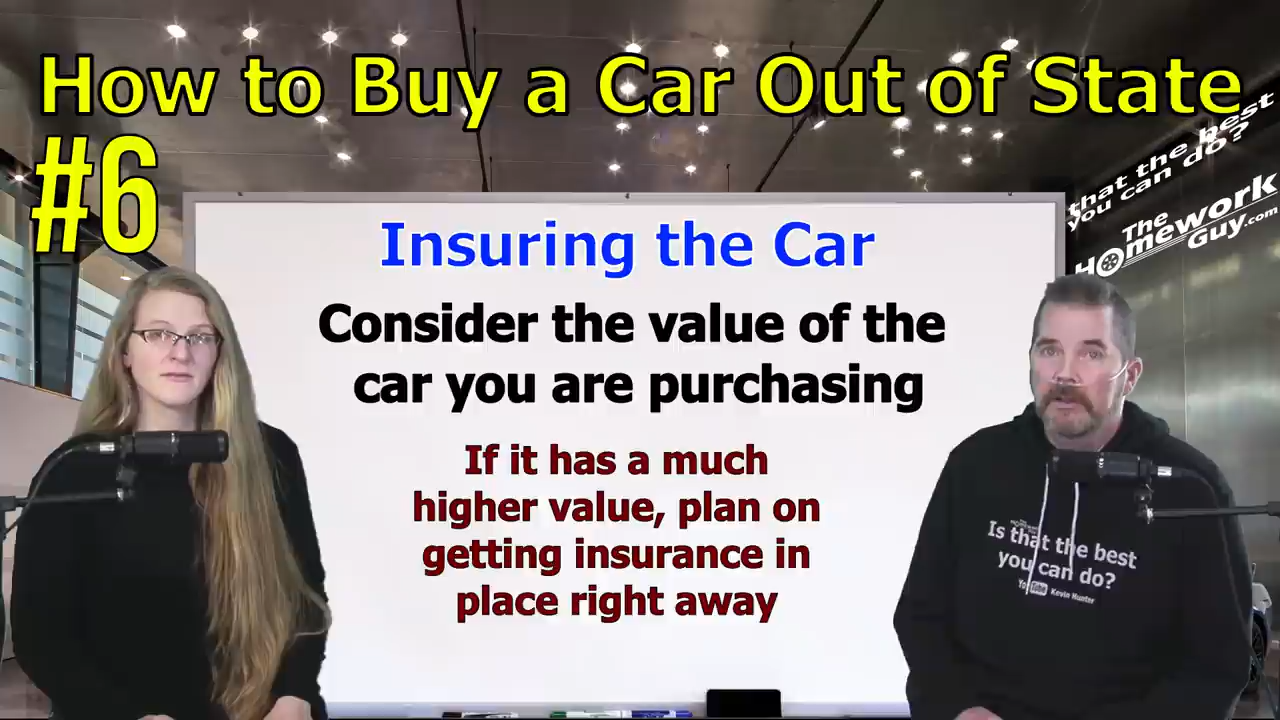 How to Buy a Car Out of State
#6
that the best
you can do?
The
Homework
Guy.com
Insuring the Car
Consider the value of the
car you are purchasing
If it has a much
higher value, plan on
getting insurance in
place right away
Is that the best
you can do?
YouTube Kevin Hunter